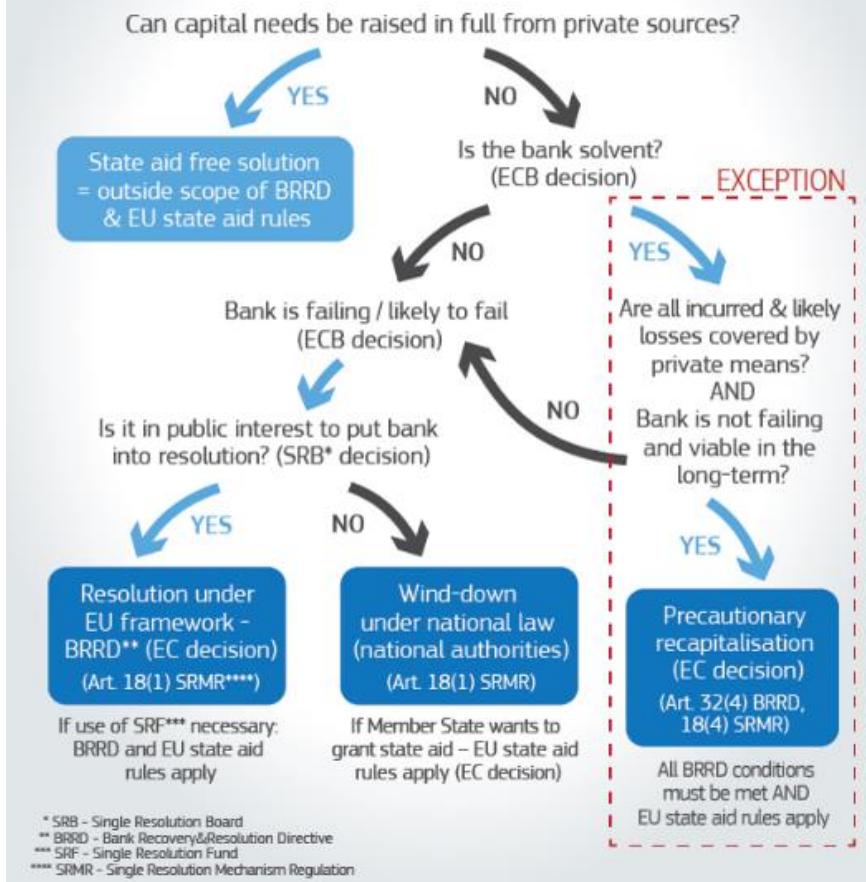 Can capital needs be raised in full from private sources?
YES
NO
State aid free solution
= outside scope of BRRD
& EU state aid rules
Is the bank solvent?
(ECB decision)
EXCEPTION
NO
YES
Bank is failing / likely to fail
(ECB decision)
Are all incurred & likely
losses covered by
private means?
AND
Bank is not failing
and viable in the
long-term?
NO
Is it in public interest to put bank
into resolution? (SRB* decision)
YES
NO
YES
Resolution under
EU framework -
BRRD** (EC decision)
(Art. 18(1) SRMR****)
Wind-down
under national law
(national authorities)
(Art. 18(1) SRMR)
Precautionary
recapitalisation
(EC decision)
(Art. 32(4) BRRD,
18(4) SRMR)
If use of SRF*** necessary:
BRRD and EU state aid
rules apply
If Member State wants to
grant state aid – EU state aid
rules apply (EC decision)
All BRRD conditions
must be met AND
EU state aid rules apply
* SRB - Single Resolution Board
** BRRD - Bank Recovery&Resolution Directive
*** SRF - Single Resolution Fund
**** SRMR - Single Resolution Mechanism Regulation